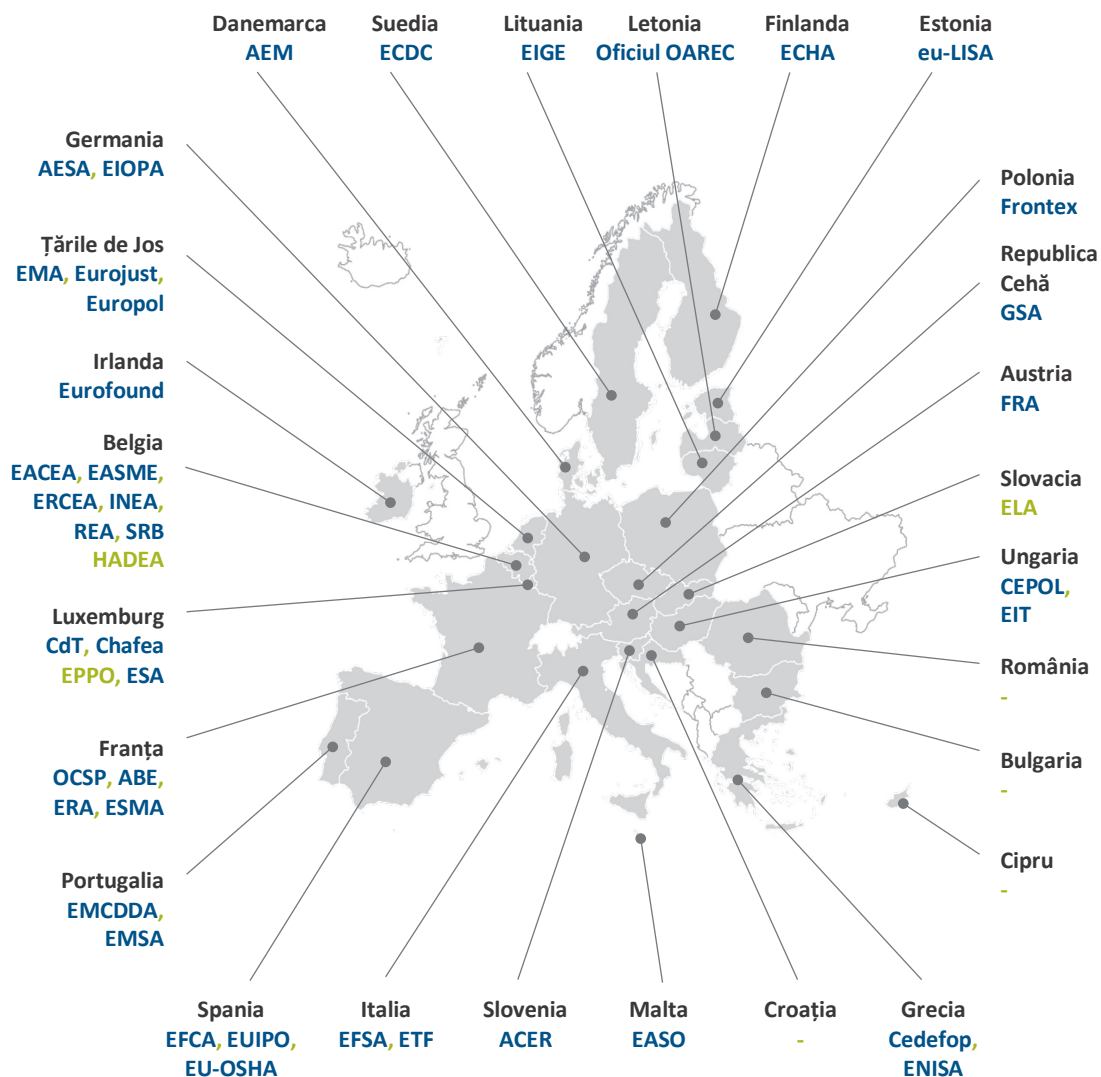 Danemarca
AEM
Suedia
ECDC
Lituania
EIGE
Letonia
Oficiul OAREC
Finlanda
ECHA
Estonia
eu-LISA
Germania
AESA, EIOPA
Țările de Jos
EMA, Eurojust,
Europol
Irlanda
Eurofound
Belgia
EACEA, EASME,
ERCEA, INEA,
REA, SRB
HADEA
Luxemburg
CdT, Chafea
EPPO, ESA
Franța
OCSP, ABE,
ERA, ESMA
Portugalia
EMCDDA,
EMSA
Polonia
Frontex
Republica
Cehă
GSA
Austria
FRA
Slovacia
ELA
Ungaria
CEPOL,
EIT
România
-
Bulgaria
-
Cipru
-
Spania
EFCA, EUIPO,
EU-OSHA
Italia
EFSA, ETF
Slovenia
ACER
Malta
EASO
Croația
-
Grecia
Cedefop,
ENISA